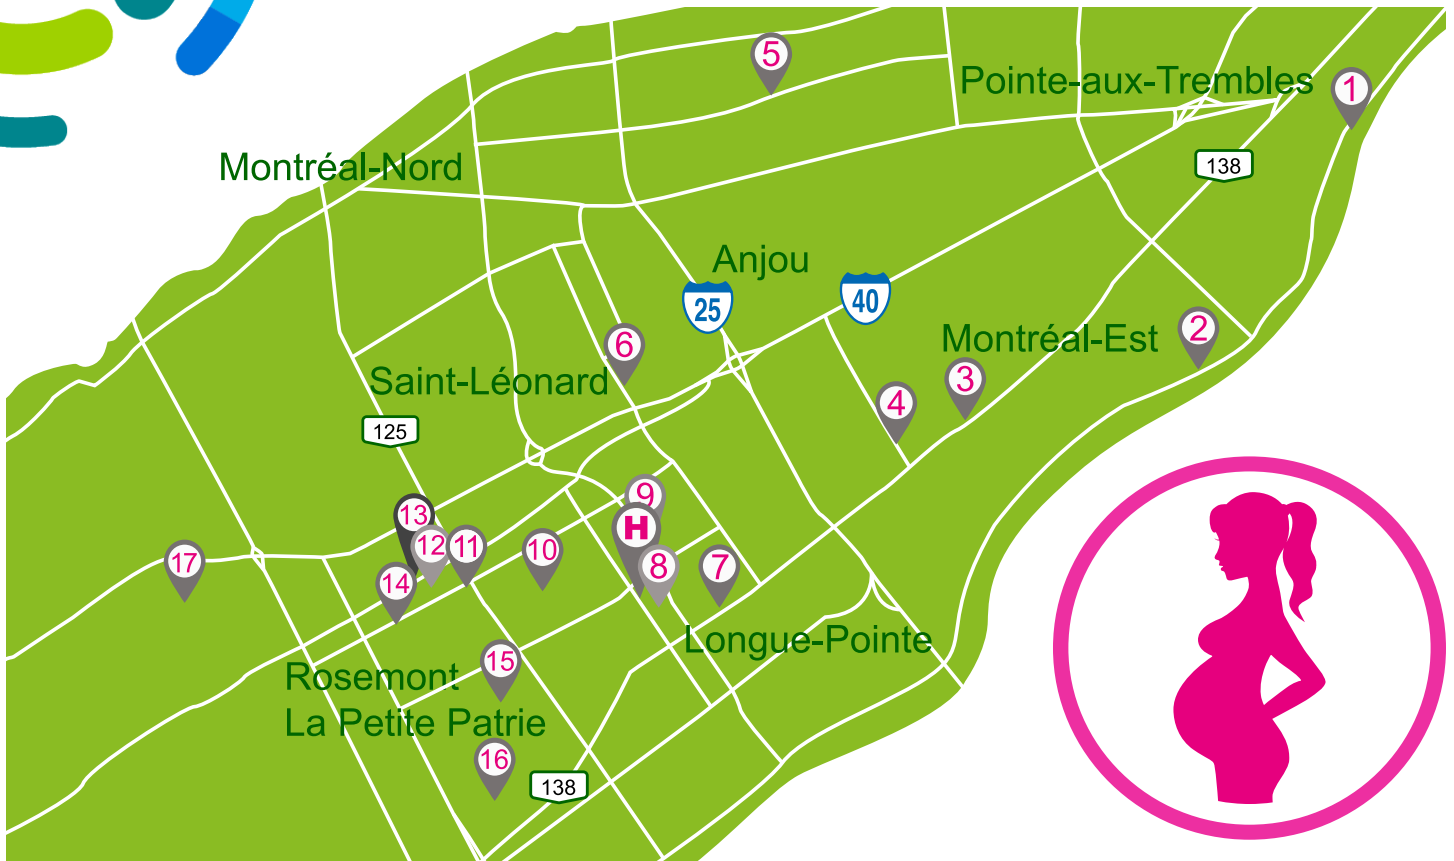 5
Pointe-aux-Trembles
1
Montréal-Nord
138
Anjou
25
40
6
Montréal-Est
2
Saint-Léonard
3
4
125
9
13
H
12
11
10
17
8
7
14
Longue-Pointe
15
Rosemont
La Petite Patrie
16
138